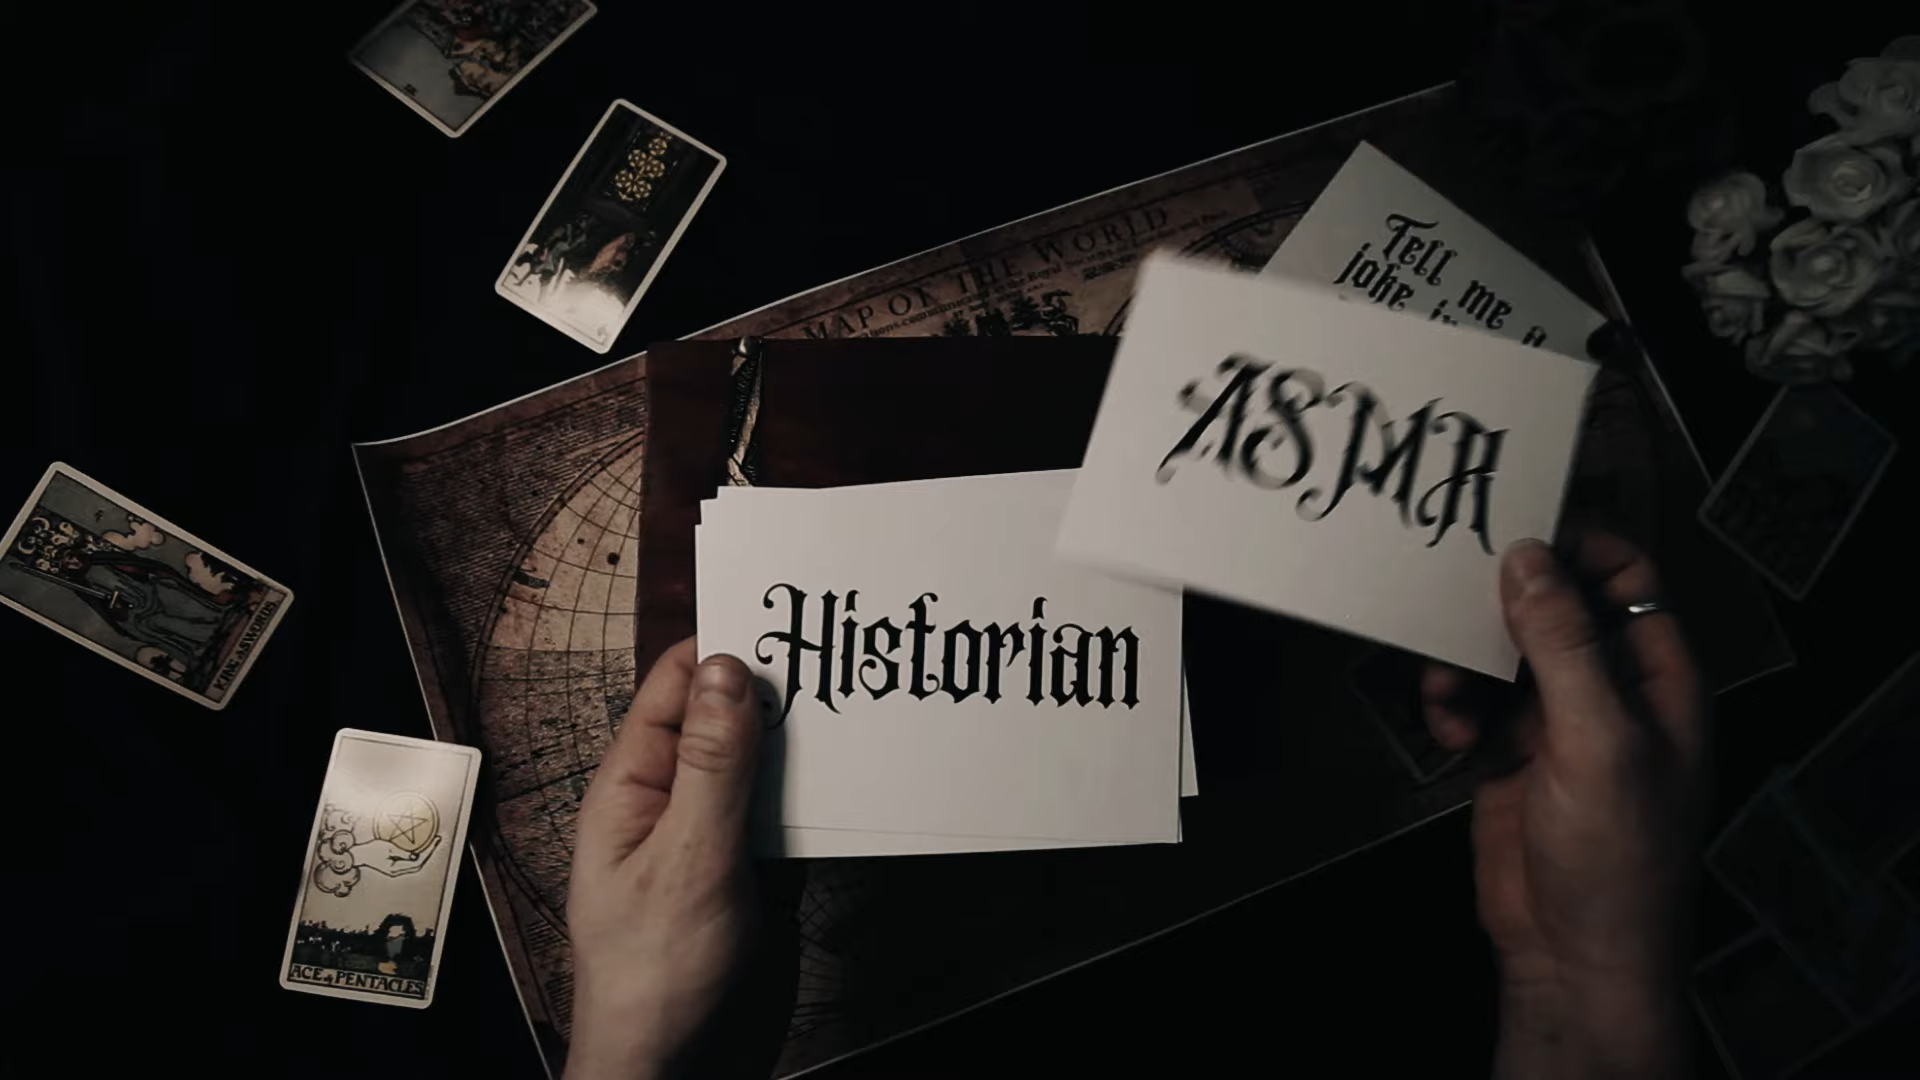 MAP OF THE WORLD
Tell me a
joke
ASMR
Historian
KING of SWORDS
ACE of PENTACLES